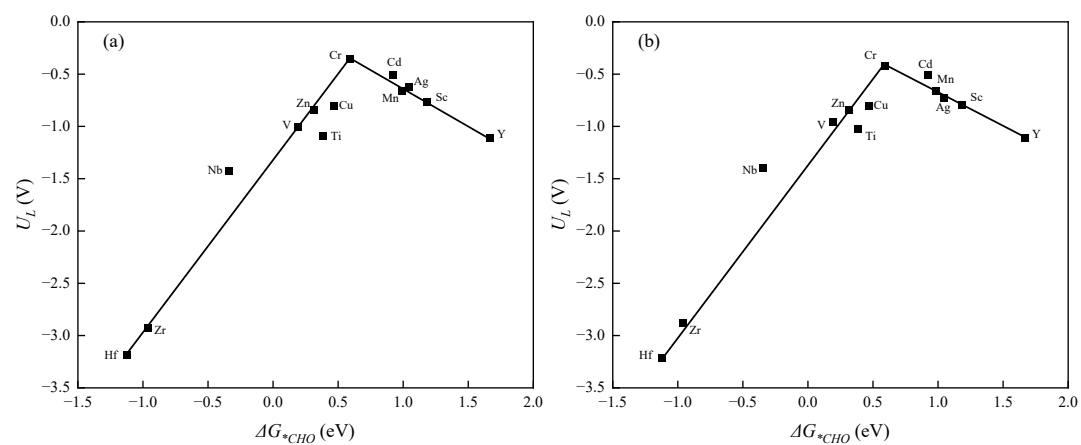 (a)
0.0
−0.5
−1.0
−1.5
−2.0
−2.5
−3.0
−3.5
U_L (V)
Cr
Cd
Ag
Mn
Sc
Zn
Cu
V
Ti
Y
Nb
Zr
Hf
−1.5 −1.0 −0.5 0.0 0.5 1.0 1.5 2.0
ΔG_{*CHO} (eV)
(b)
0.0
−0.5
−1.0
−1.5
−2.0
−2.5
−3.0
−3.5
U_L (V)
Cr
Cd
Mn
Ag
Sc
Zn
Cu
V
Ti
Y
Nb
Zr
Hf
−1.5 −1.0 −0.5 0.0 0.5 1.0 1.5 2.0
ΔG_{*CHO} (eV)